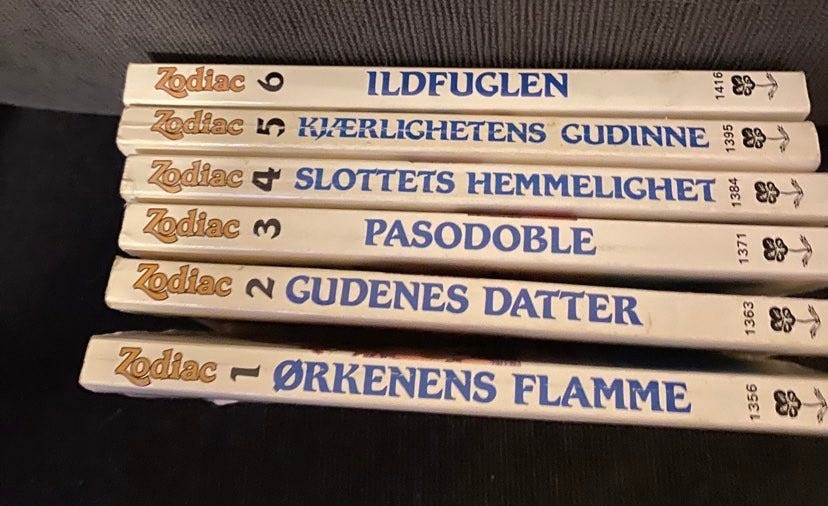 Zodiac 6 ILDFUGLEN 1416
Zodiac 5 KJÆRLIGHETENS GUDINNE 1395
Zodiac 4 SLOTTETS HEMMELIGHET 1384
Zodiac 3 PASODOBLE 1371
Zodiac 2 GUDENES DATTER 1363
Zodiac 1 ØRKENENS FLAMME 1356